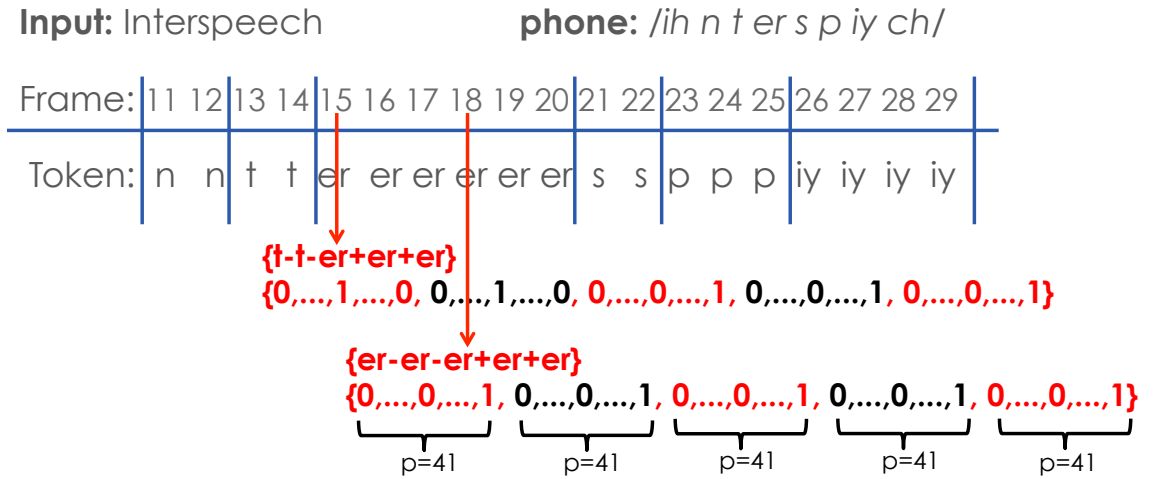 Input: Interspeech phone: /ih n t er s p iy ch/
Frame: 11 12 13 14 15 16 17 18 19 20 21 22 23 24 25 26 27 28 29
Token: n n t t er er er er er er s s p p p iy iy iy iy
{t-t-er+er+er}
{0,...,1,...,0, 0,...,1,...,0, 0,...,0,...,1, 0,...,0,...,1, 0,...,0,...,1}
{er-er-er+er+er}
{0,...,0,...,1, 0,...,0,...,1, 0,...,0,...,1, 0,...,0,...,1, 0,...,0,...,1}
p=41 p=41 p=41 p=41 p=41